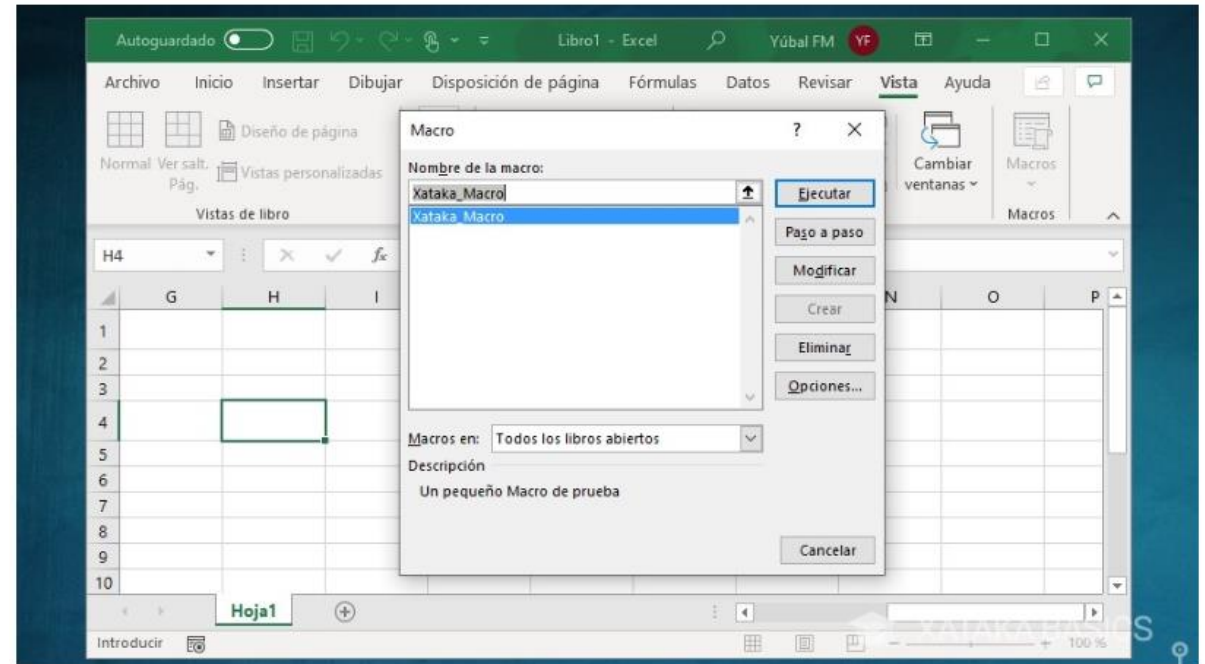 Autoguardado Libro1 - Excel Yúbal FM YF
Archivo Inicio Insertar Dibujar Disposición de página Fórmulas Datos Revisar Vista Ayuda
Normal Ver salt. Pág. Diseño de página
Vistas personalizadas
Vistas de libro
Cambiar ventanas
Macros
Macros
H4 fx
G H I N O P
1
2
3
4
5
6
7
8
9
10
Macro ? ×
Nombre de la macro:
Xataka_Macro
Xataka_Macro
Ejecutar
Paso a paso
Modificar
Crear
Eliminar
Opciones...
Macros en: Todos los libros abiertos
Descripción
Un pequeño Macro de prueba
Cancelar
Hoja1
Introducir 100 %
XATAKA BASICS